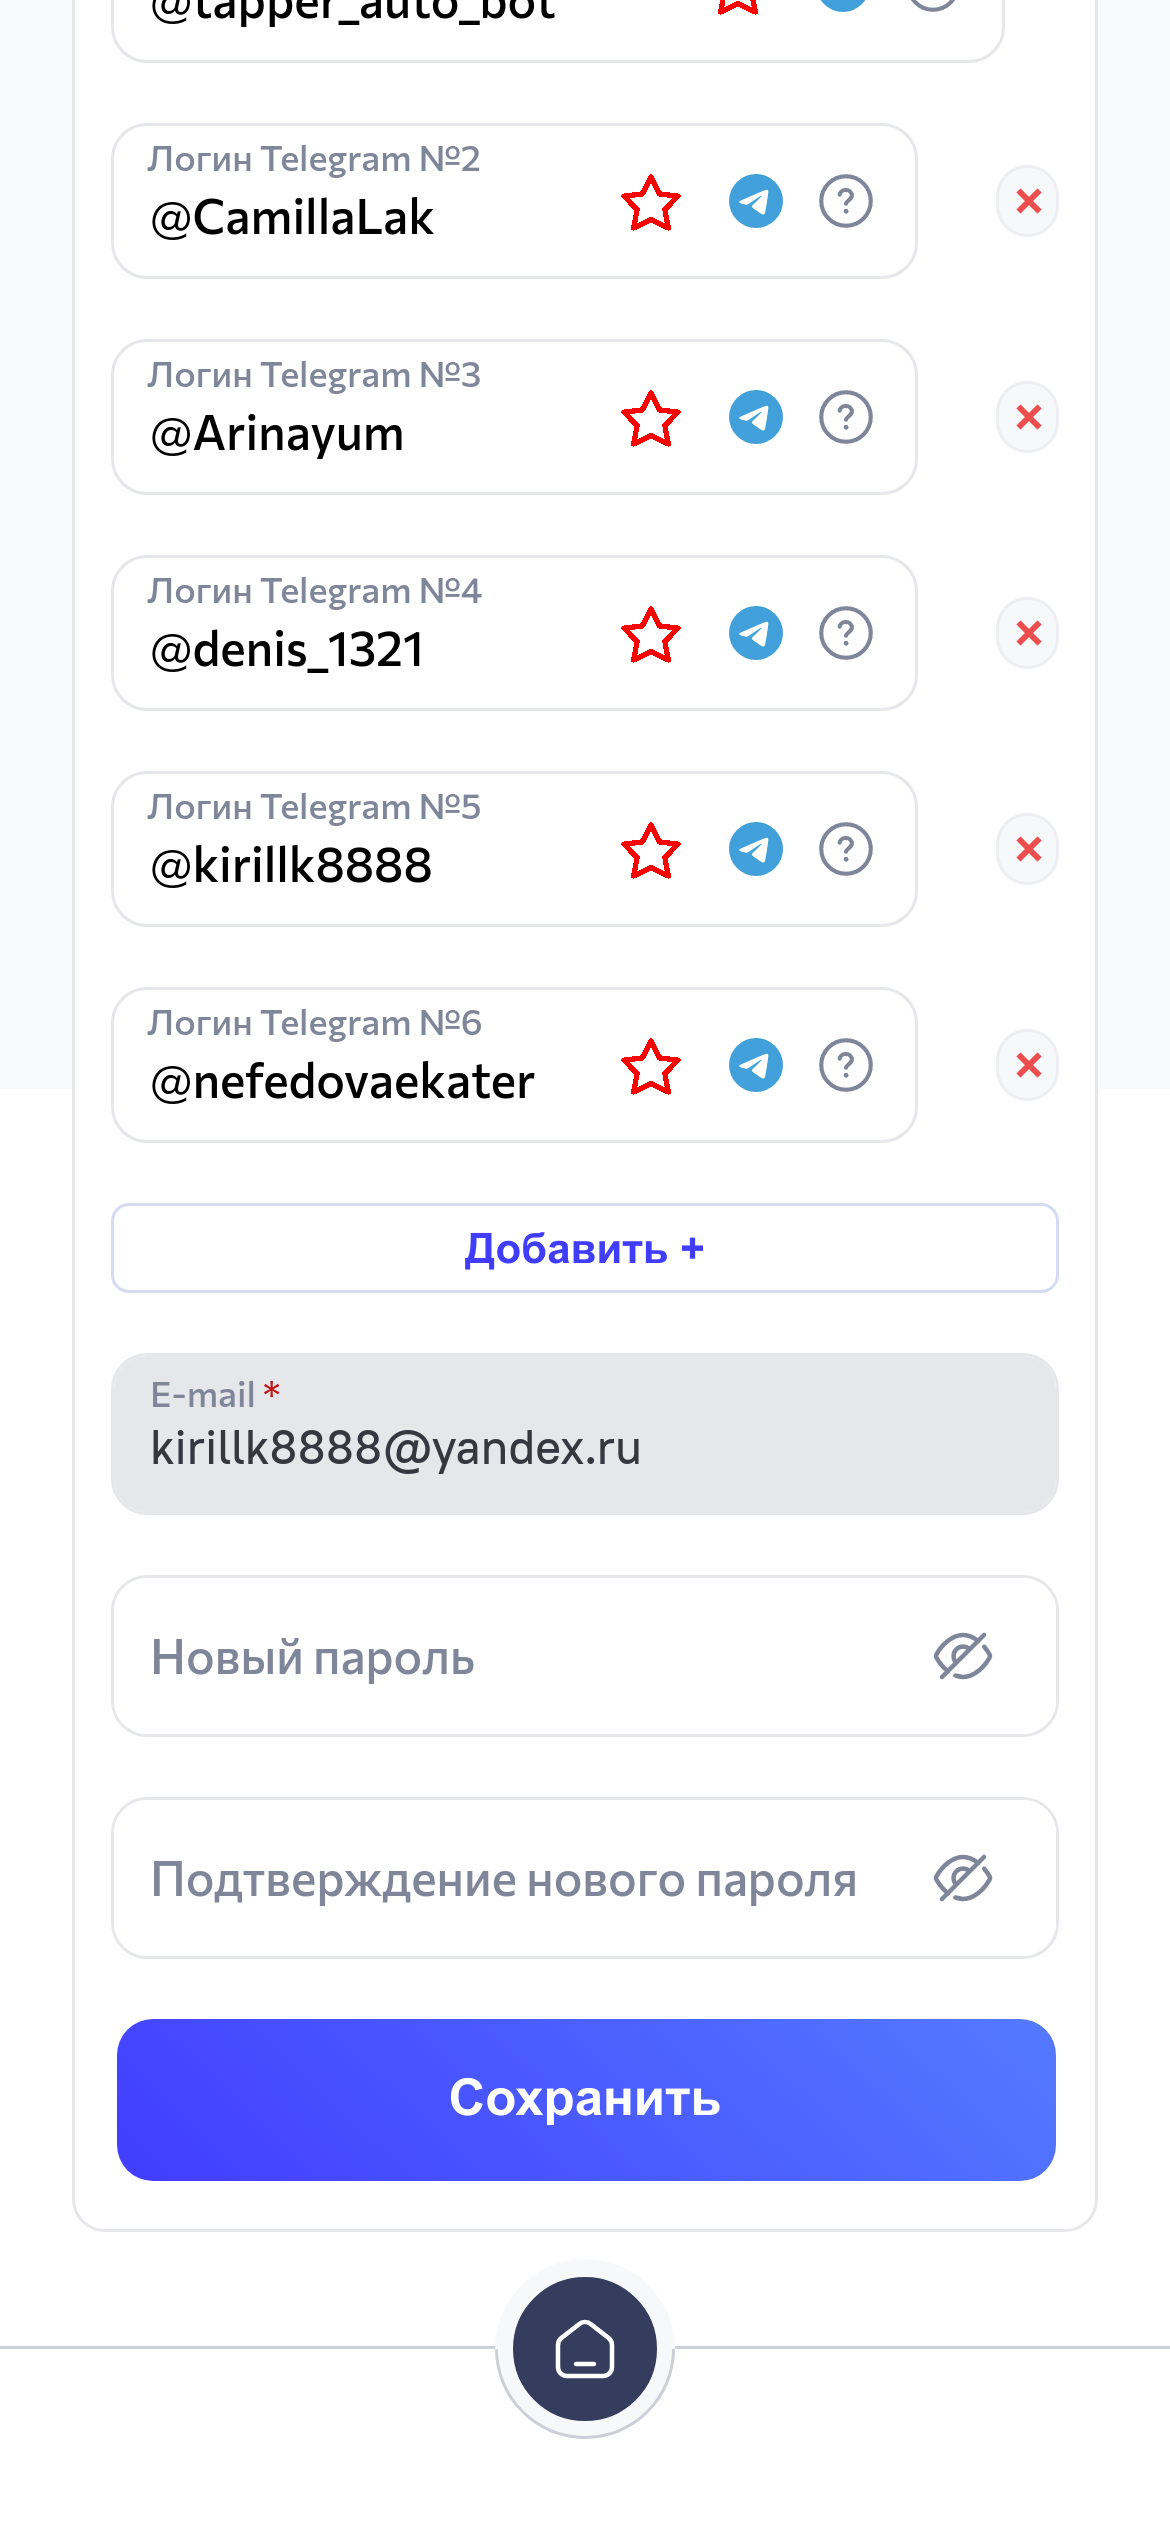 @tapper_auto_bot
Логин Telegram №2
@CamillaLak
Логин Telegram №3
@Arinayum
Логин Telegram №4
@denis_1321
Логин Telegram №5
@kirillk8888
Логин Telegram №6
@nefedovaekater
Добавить +
E-mail *
kirillk8888@yandex.ru
Новый пароль
Подтверждение нового пароля
Сохранить